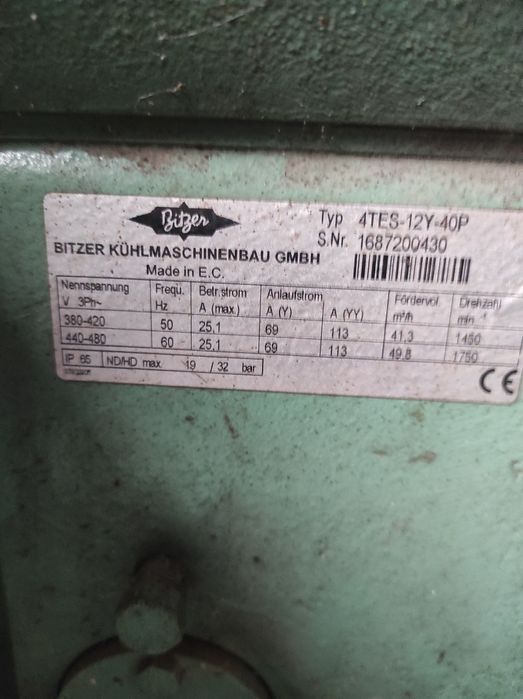 Bitzer
Typ 4TES-12Y-40P
S.Nr. 1687200430
BITZER KÜHLMASCHINENBAU GMBH
Made in E.C.
Nennspannung Frequ. Betr.strom Anlaufstrom Fördervol. Drehzahl
V 3Ph~ Hz A (max.) A (Y) A (YY) m³/h min⁻¹
380-420 50 25,1 69 113 41,3 1450
440-480 60 25,1 69 113 49,8 1750
IP 65 ND/HD max. 19 / 32 bar
CE